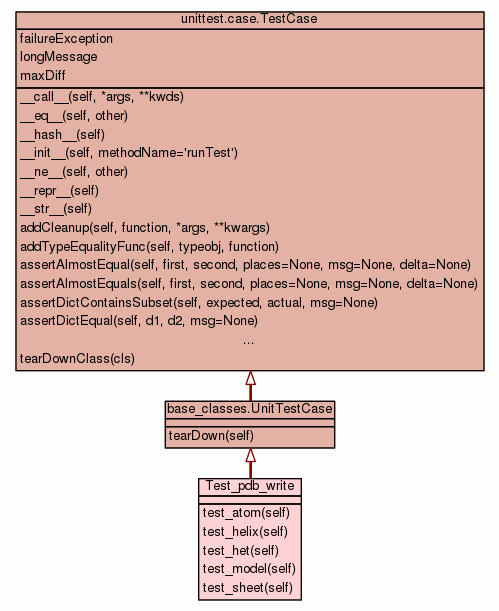 unittest.case.TestCase
failureException
longMessage
maxDiff
__call__(self, *args, **kwds)
__eq__(self, other)
__hash__(self)
__init__(self, methodName='runTest')
__ne__(self, other)
__repr__(self)
__str__(self)
addCleanup(self, function, *args, **kwargs)
addTypeEqualityFunc(self, typeobj, function)
assertAlmostEqual(self, first, second, places=None, msg=None, delta=None)
assertAlmostEquals(self, first, second, places=None, msg=None, delta=None)
assertDictContainsSubset(self, expected, actual, msg=None)
assertDictEqual(self, d1, d2, msg=None)
...
tearDownClass(cls)
base_classes.UnitTestCase
tearDown(self)
Test_pdb_write
test_atom(self)
test_helix(self)
test_het(self)
test_model(self)
test_sheet(self)